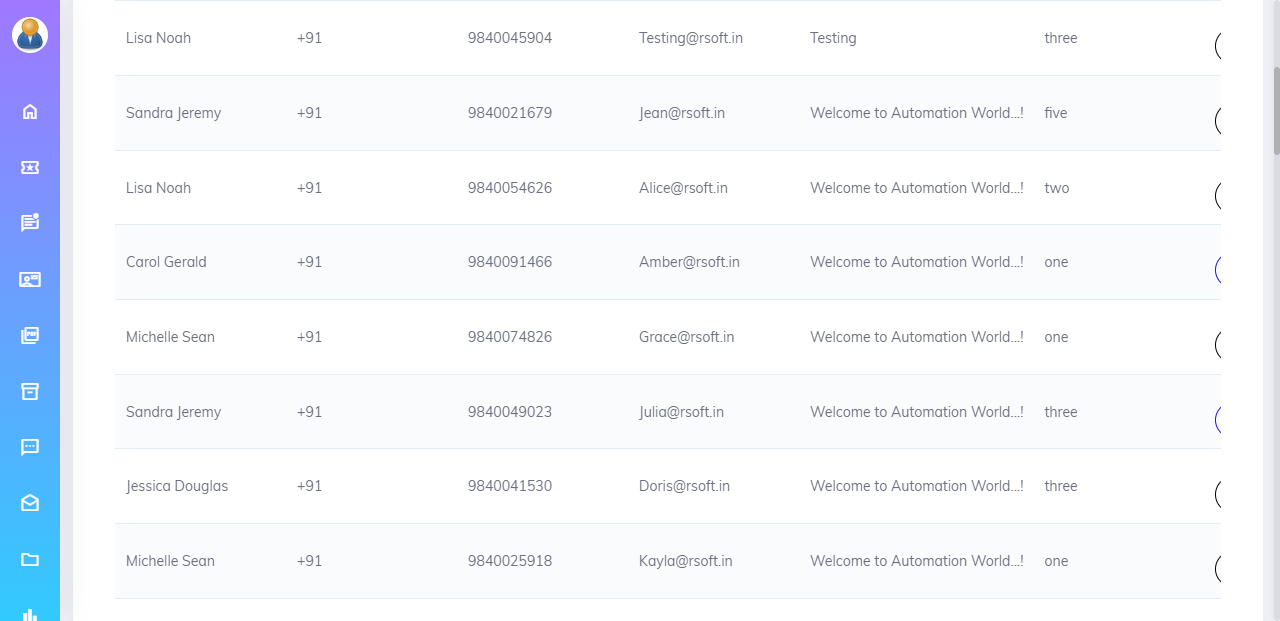 Lisa Noah +91 9840045904 Testing@rsoft.in Testing three
Sandra Jeremy +91 9840021679 Jean@rsoft.in Welcome to Automation World...! five
Lisa Noah +91 9840054626 Alice@rsoft.in Welcome to Automation World...! two
Carol Gerald +91 9840091466 Amber@rsoft.in Welcome to Automation World...! one
Michelle Sean +91 9840074826 Grace@rsoft.in Welcome to Automation World...! one
Sandra Jeremy +91 9840049023 Julia@rsoft.in Welcome to Automation World...! three
Jessica Douglas +91 9840041530 Doris@rsoft.in Welcome to Automation World...! three
Michelle Sean +91 9840025918 Kayla@rsoft.in Welcome to Automation World...! one